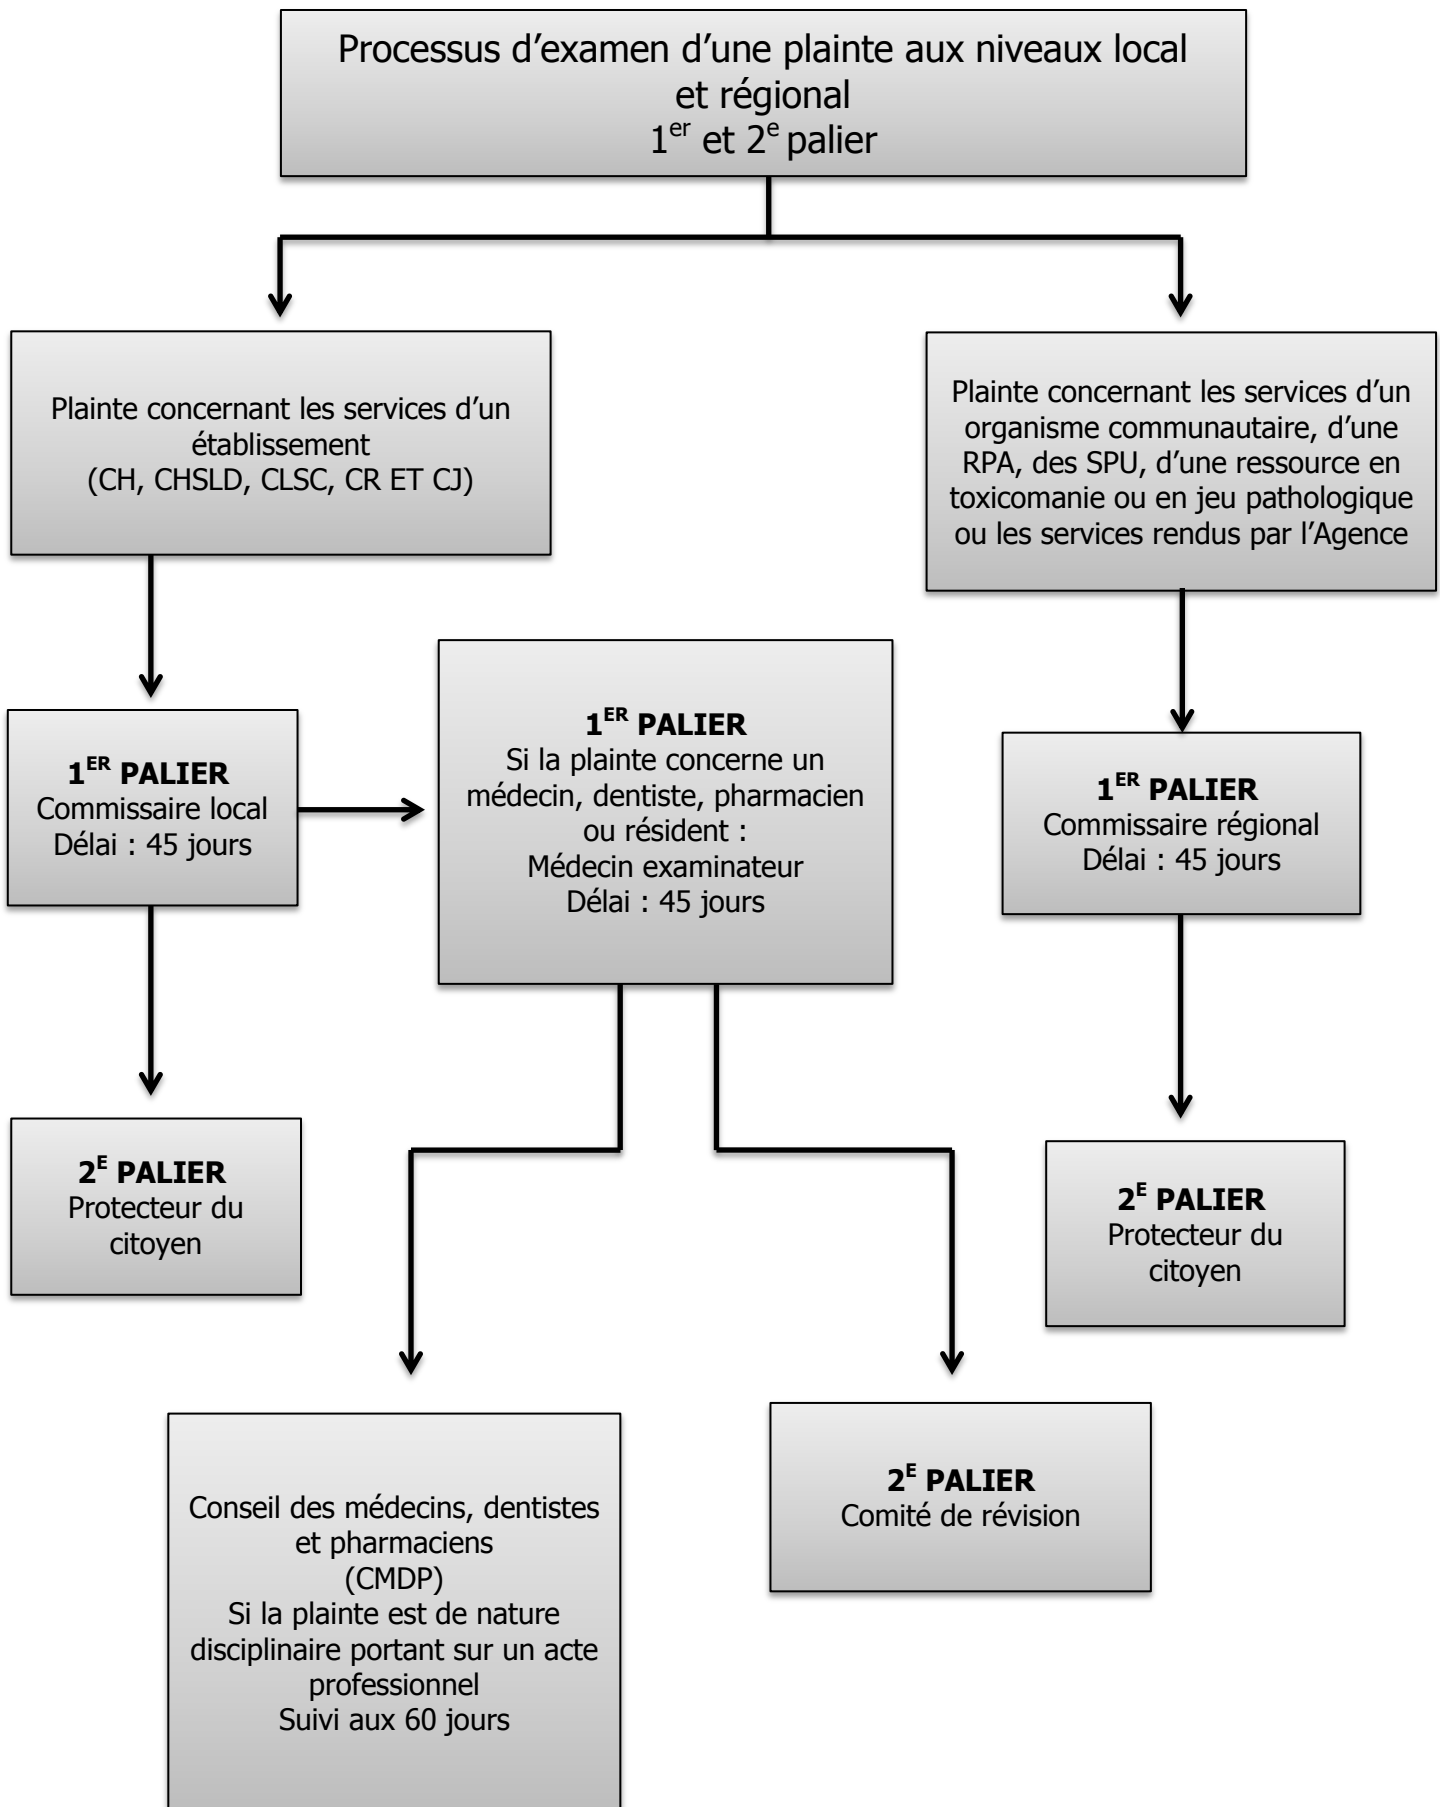 Processus d'examen d'une plainte aux niveaux local
et régional
1er et 2e palier
Plainte concernant les services d'un
établissement
(CH, CHSLD, CLSC, CR ET CJ)
Plainte concernant les services d'un
organisme communautaire, d'une
RPA, des SPU, d'une ressource en
toxicomanie ou en jeu pathologique
ou les services rendus par l'Agence
1ER PALIER
Commissaire local
Délai : 45 jours
1ER PALIER
Si la plainte concerne un
médecin, dentiste, pharmacien
ou résident :
Médecin examinateur
Délai : 45 jours
1ER PALIER
Commissaire régional
Délai : 45 jours
2E PALIER
Protecteur du
citoyen
2E PALIER
Protecteur du
citoyen
Conseil des médecins, dentistes
et pharmaciens
(CMDP)
Si la plainte est de nature
disciplinaire portant sur un acte
professionnel
Suivi aux 60 jours
2E PALIER
Comité de révision